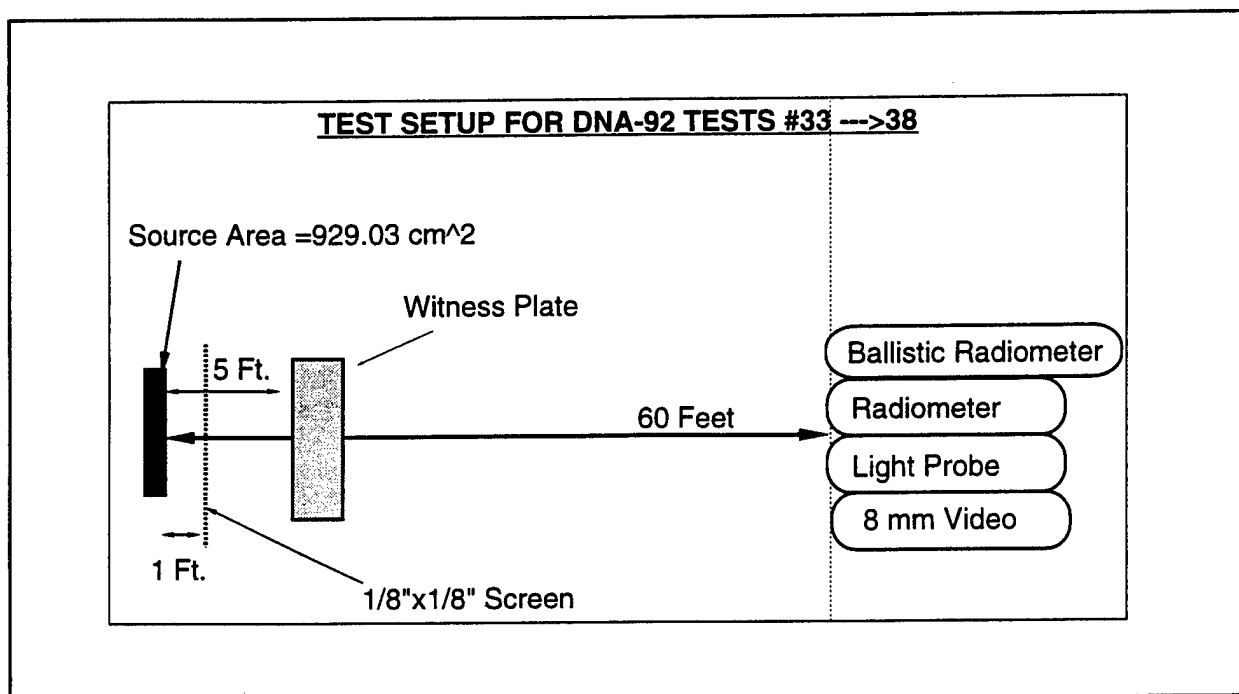 TEST SETUP FOR DNA-92 TESTS #33 --->38
Source Area =929.03 cm^2
Witness Plate
5 Ft.
Ballistic Radiometer
60 Feet
Radiometer
Light Probe
8 mm Video
1 Ft.
1/8"x1/8" Screen